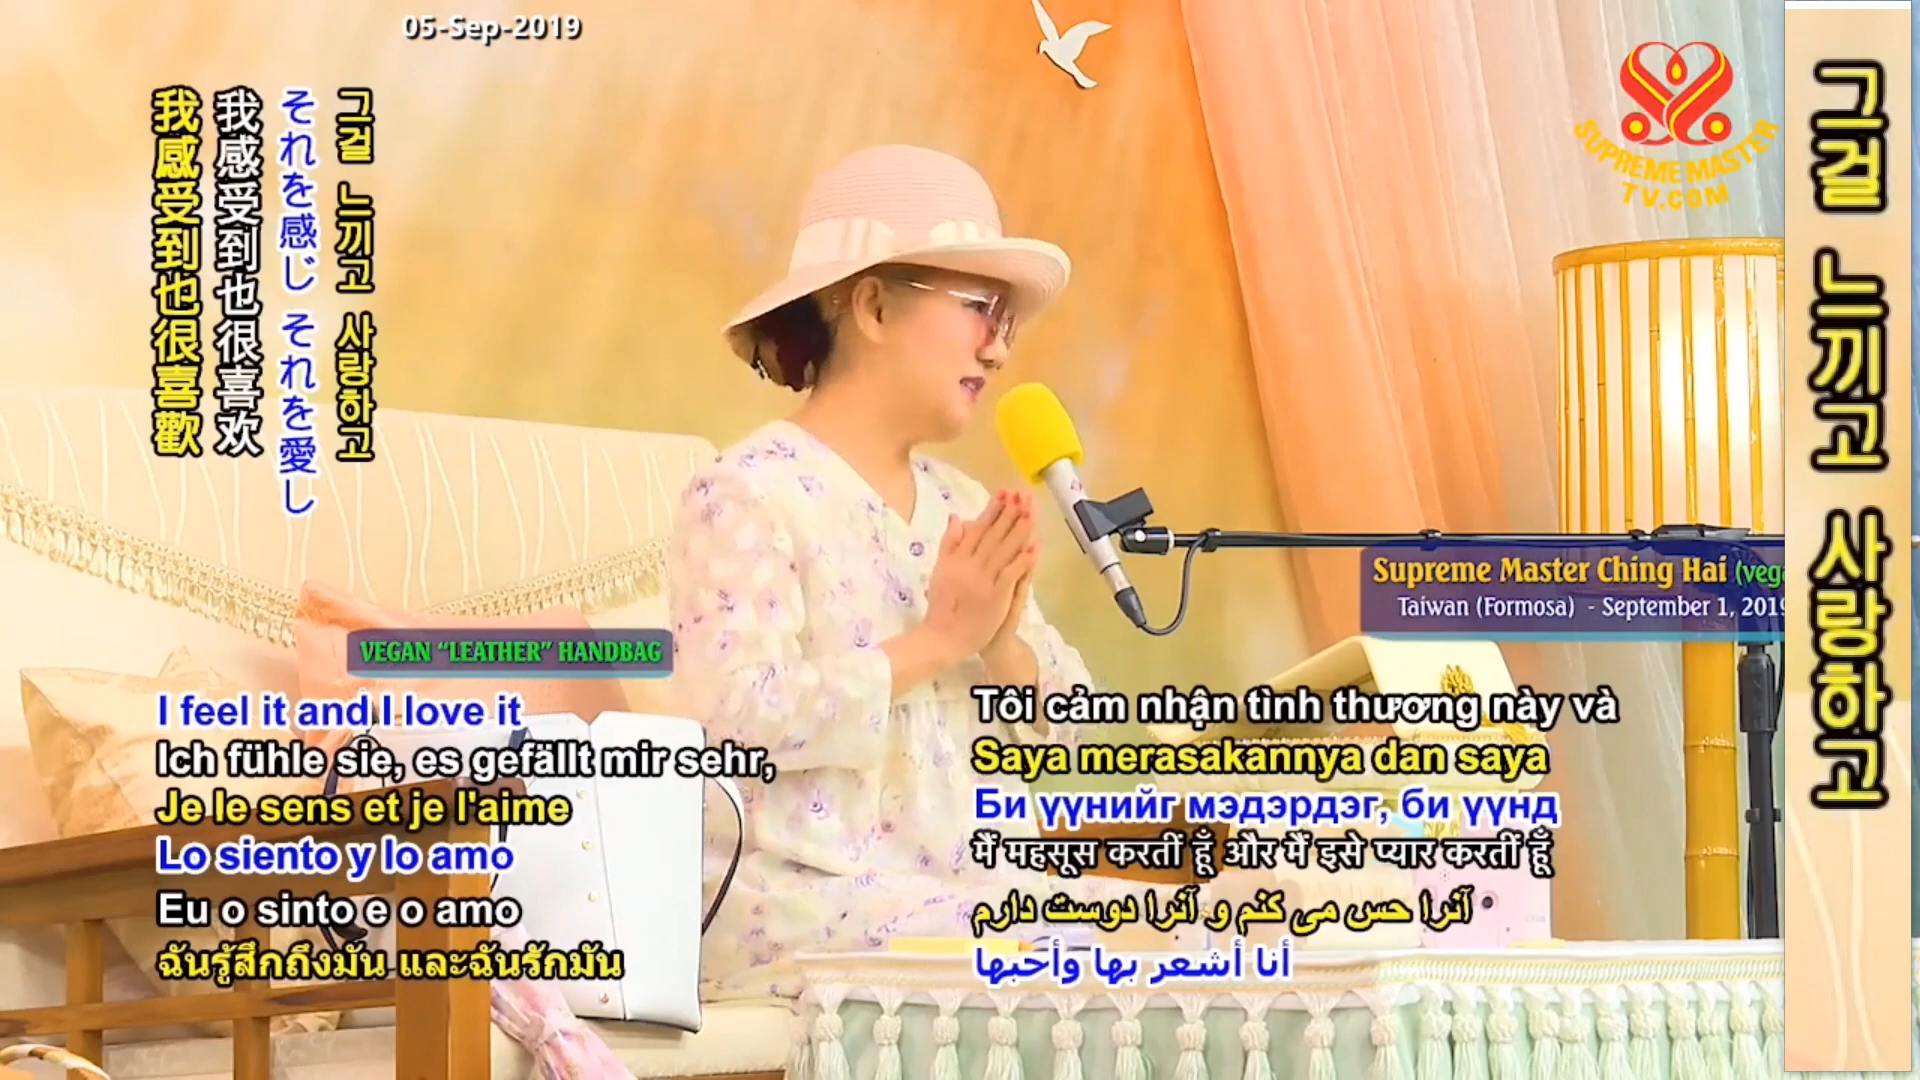 05-Sep-2019
그걸 느끼고 사랑하고
それを感じ それを愛し
我感受到也很喜欢
我感受到也很喜歡
SUPREME MASTER
TV.COM
그걸 느끼고 사랑하고
Supreme Master Ching Hai (veg
Taiwan (Formosa) - September 1, 2019
VEGAN “LEATHER” HANDBAG
I feel it and I love it
Ich fühle sie, es gefällt mir sehr,
Je le sens et je l'aime
Lo siento y lo amo
Eu o sinto e o amo
ฉันรู้สึกถึงมัน และฉันรักมัน
Tôi cảm nhận tình thương này và
Saya merasakannya dan saya
Би үүнийг мэдэрдэг, би үүнд
मैं महसूस करतीं हूँ और मैं इसे प्यार करतीं हूँ
آنرا حس می کنم و آنرا دوست دارم
أنا أشعر بها وأحبها